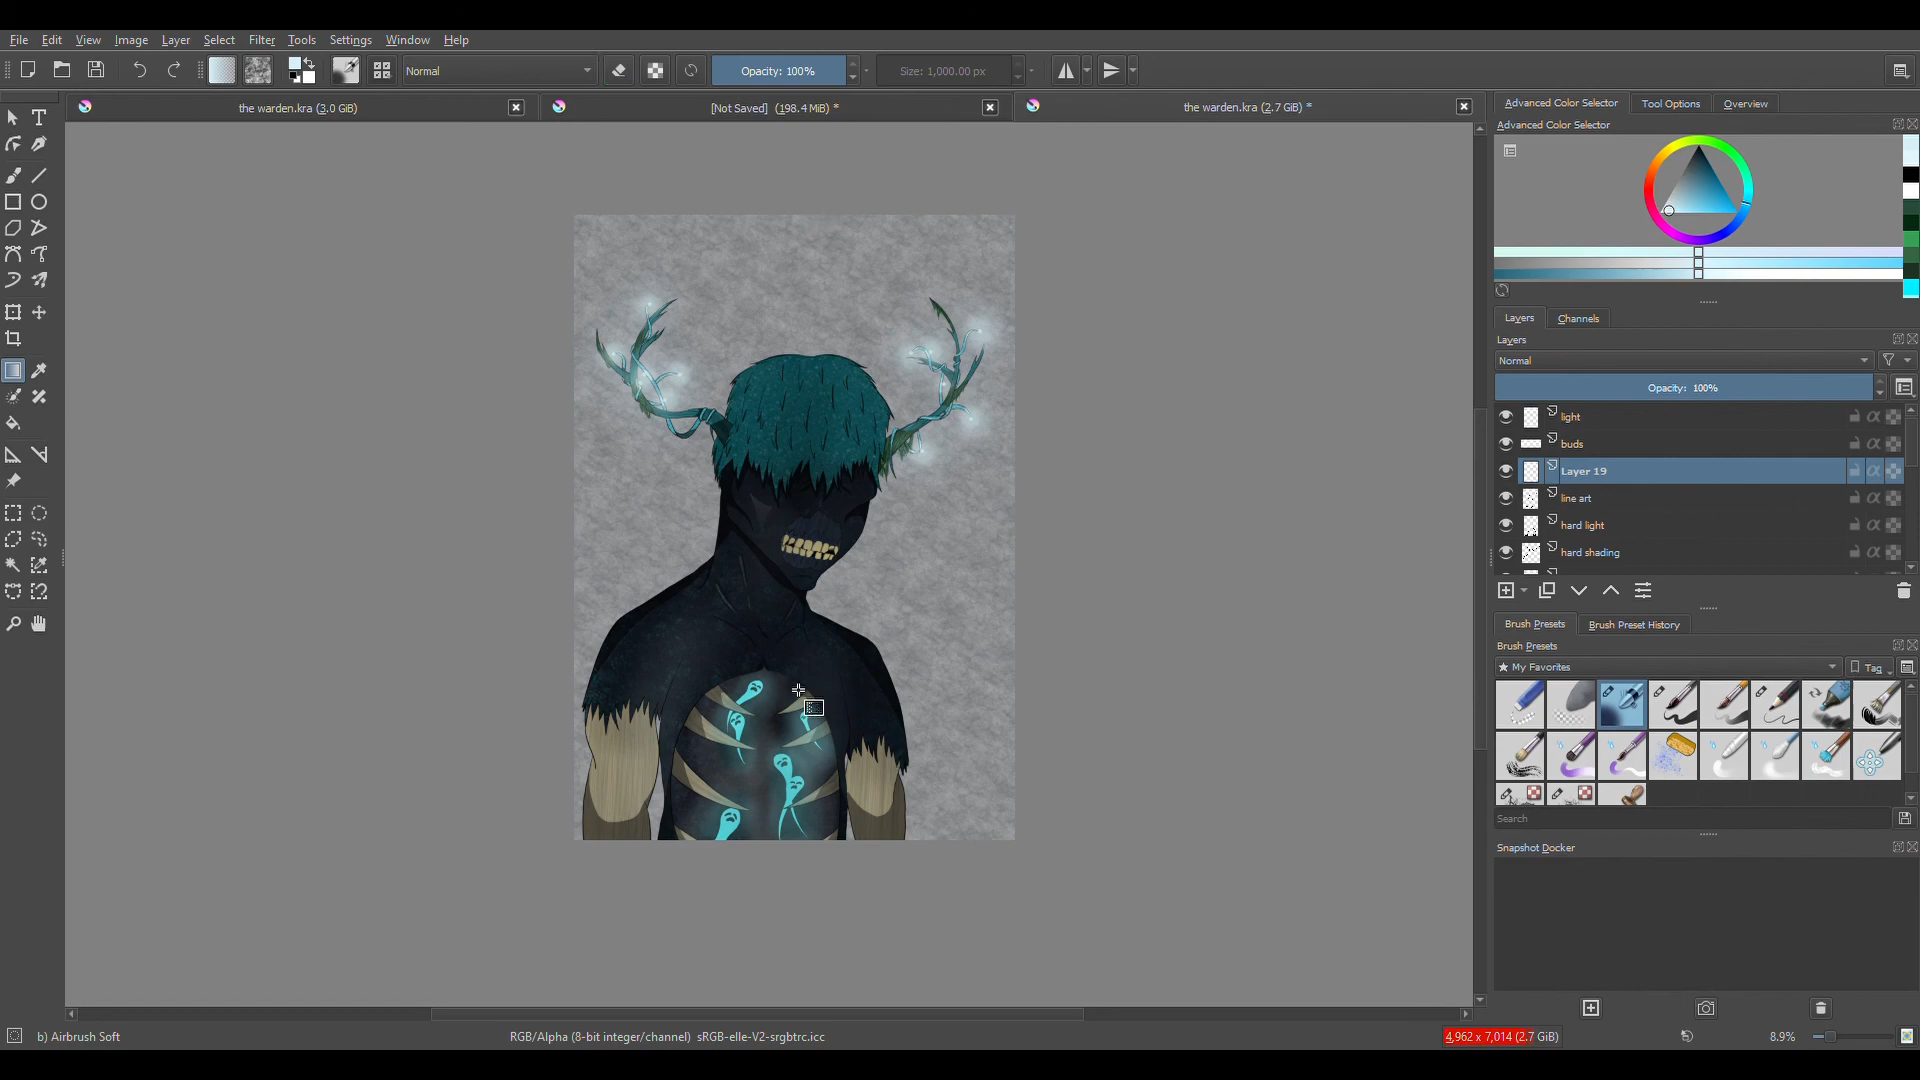 File Edit View Image Layer Select Filter Tools Settings Window Help
Normal Opacity: 100% Size: 1,000.00 px
the warden.kra (3.0 GiB) [Not Saved] (198.4 MiB) * the warden.kra (2.7 GiB) *
Advanced Color Selector Tool Options Overview
Advanced Color Selector
Layers Channels
Layers
Normal
Opacity: 100%
light
buds
Layer 19
line art
hard light
hard shading
Brush Presets Brush Preset History
Brush Presets
★ My Favorites Tag
Search
Snapshot Docker
b) Airbrush Soft RGB/Alpha (8-bit integer/channel) sRGB-elle-V2-srgbtrc.icc 4,962 x 7,014 (2.7 GiB) 8.9%